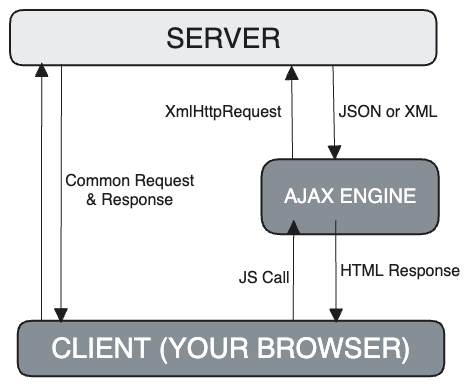 SERVER
XmlHttpRequest
JSON or XML
Common Request
& Response
AJAX ENGINE
JS Call
HTML Response
CLIENT (YOUR BROWSER)